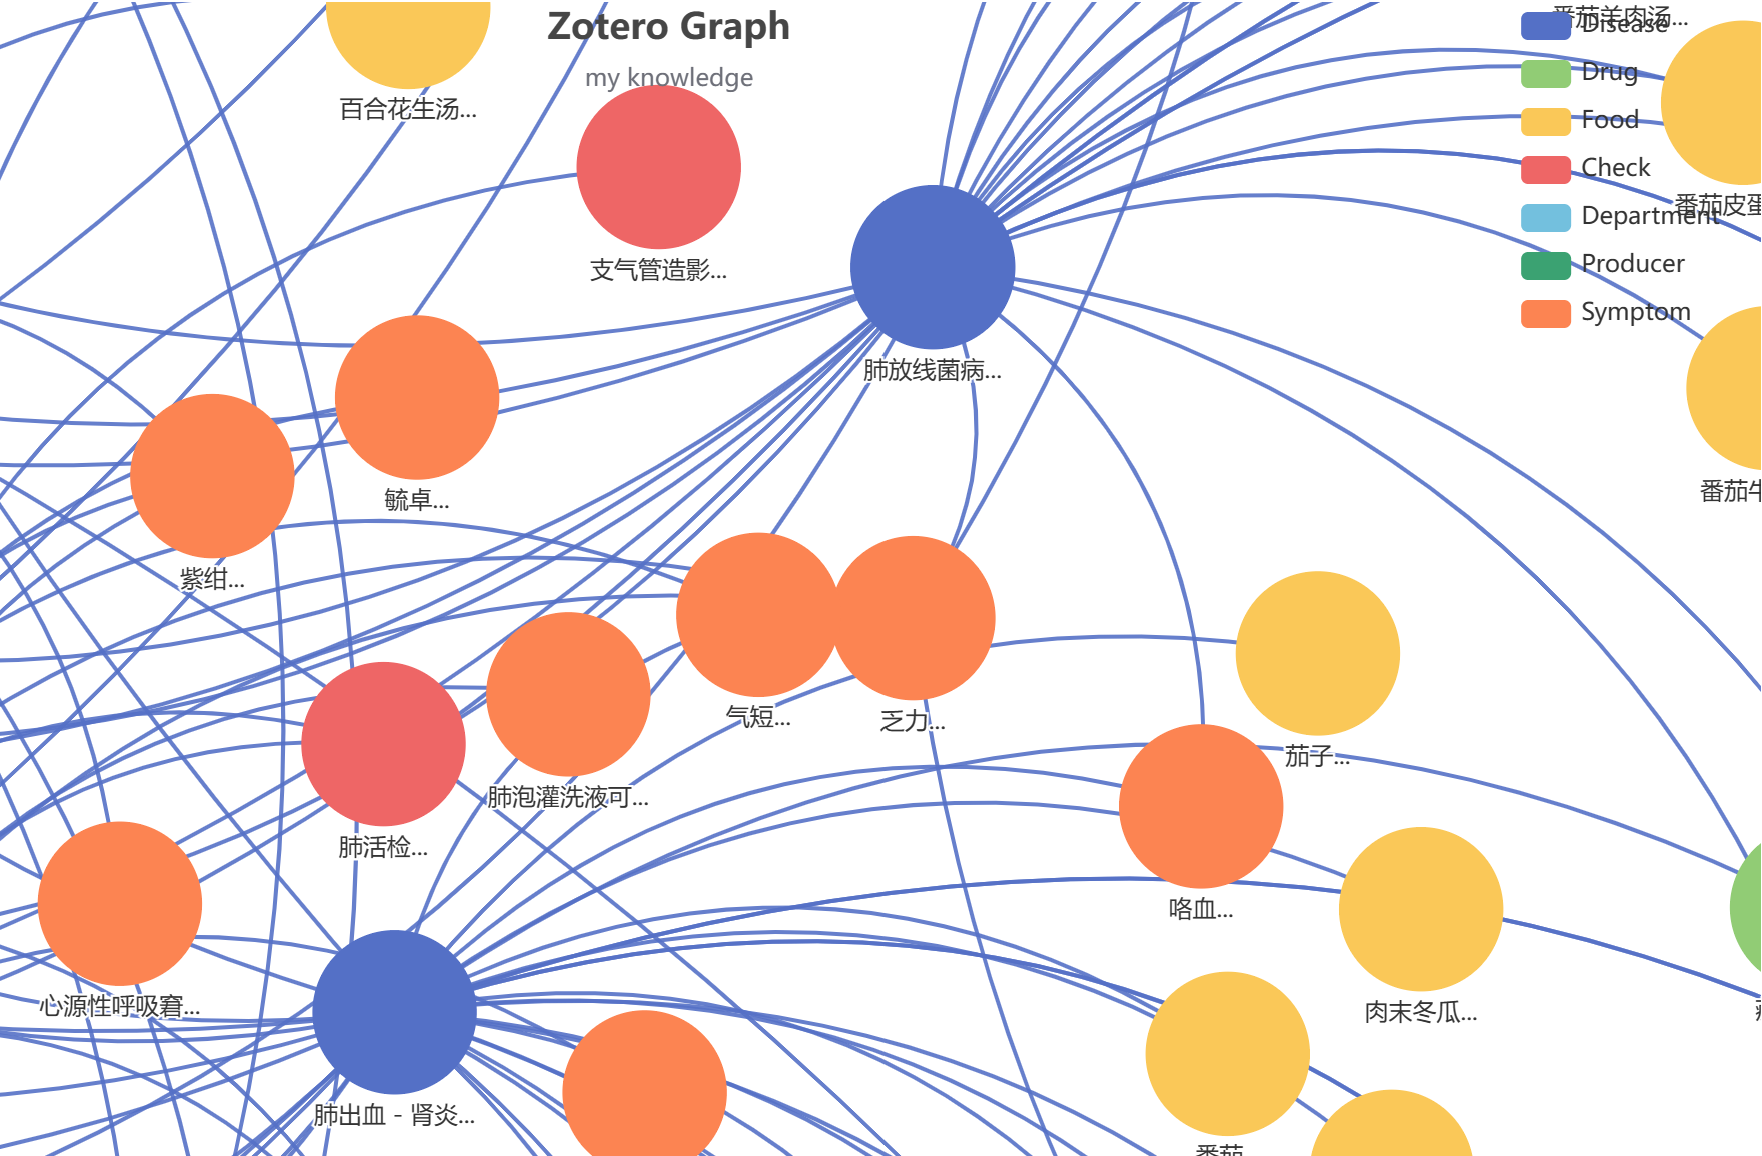 Zotero Graph
my knowledge
番茄羊肉汤...
Disease
Drug
Food
Check
Department
Producer
Symptom
百合花生汤...
支气管造影...
番茄皮蛋
肺放线菌病...
毓卓...
番茄牛
紫绀...
气短...
乏力...
茄子...
肺泡灌洗液可...
肺活检...
咯血...
心源性呼吸窘...
肉末冬瓜...
肺出血 - 肾炎...
番茄